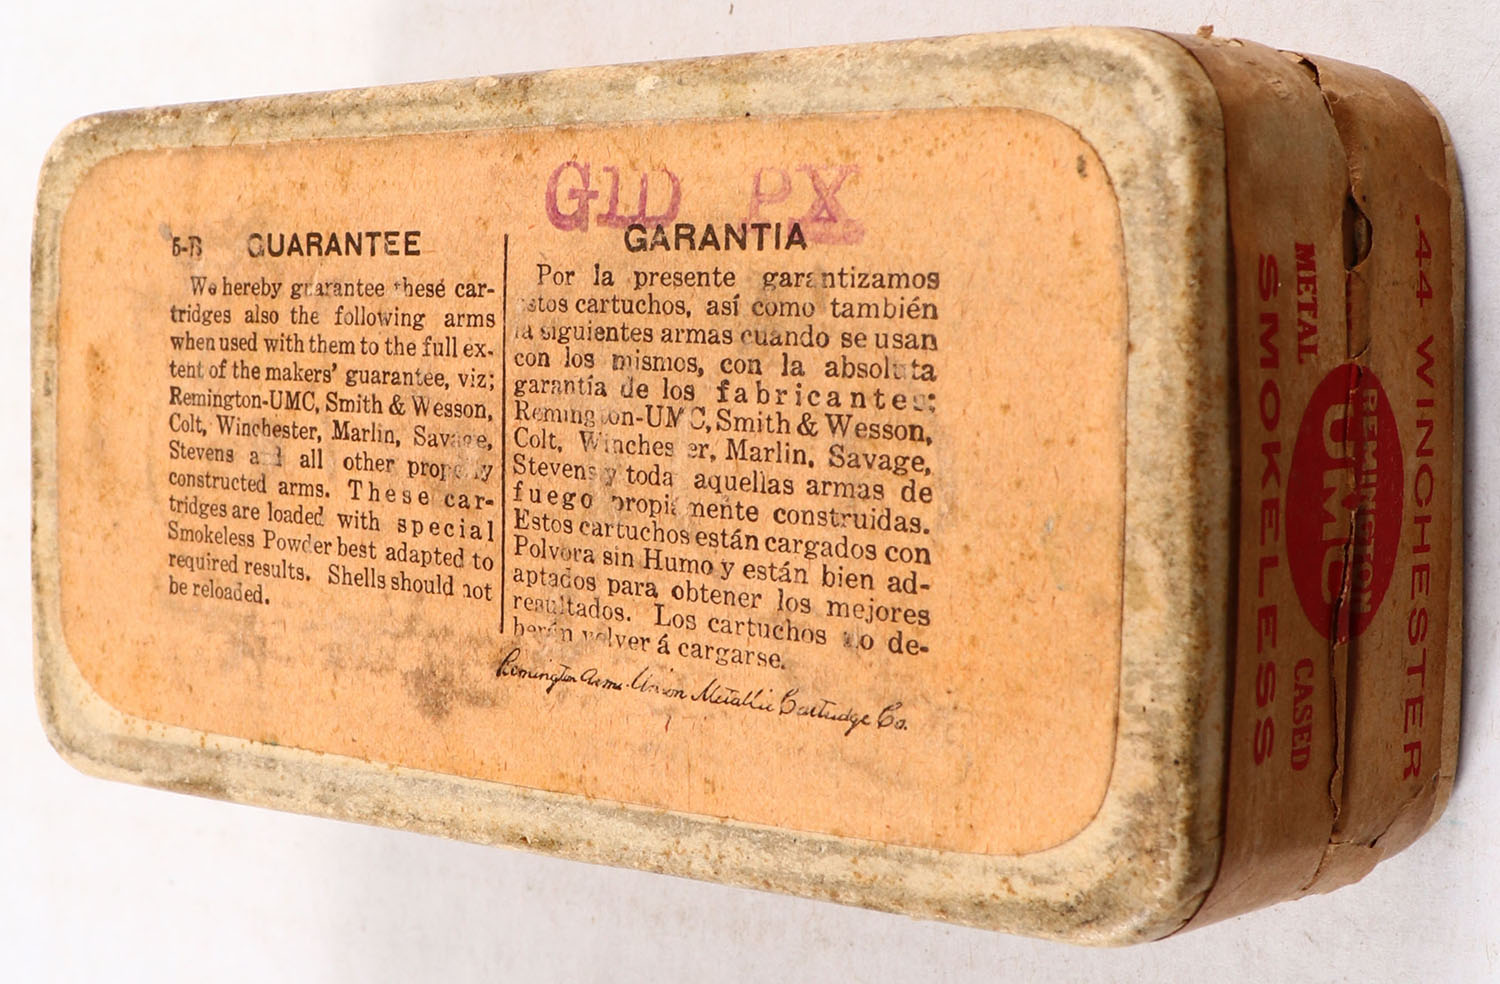 G1D PX
5-B GUARANTEE
We hereby guarantee these car-
tridges also the following arms
when used with them to the full ex-
tent of the makers' guarantee, viz;
Remington-UMC, Smith & Wesson,
Colt, Winchester, Marlin, Savage,
Stevens and all other properly
constructed arms. These car-
tridges are loaded with special
Smokeless Powder best adapted to
required results. Shells should not
be reloaded.
GARANTIA
Por la presente garantizamos
estos cartuchos, así como también
la siguientes armas cuando se usan
con los mismos, con la absoluta
garantía de los fabricantes:
Remington-UMC, Smith & Wesson,
Colt, Winchester, Marlin, Savage,
Stevens y toda aquellas armas de
fuego propiamente construidas.
Estos cartuchos están cargados con
Polvora sin Humo y están bien ad-
aptados para obtener los mejores
resultados. Los cartuchos no de-
berán volver á cargarse.
Remington Arms-Union Metallic Cartridge Co.
.44 WINCHESTER
REMINGTON
UMC
METAL CASED
SMOKELESS